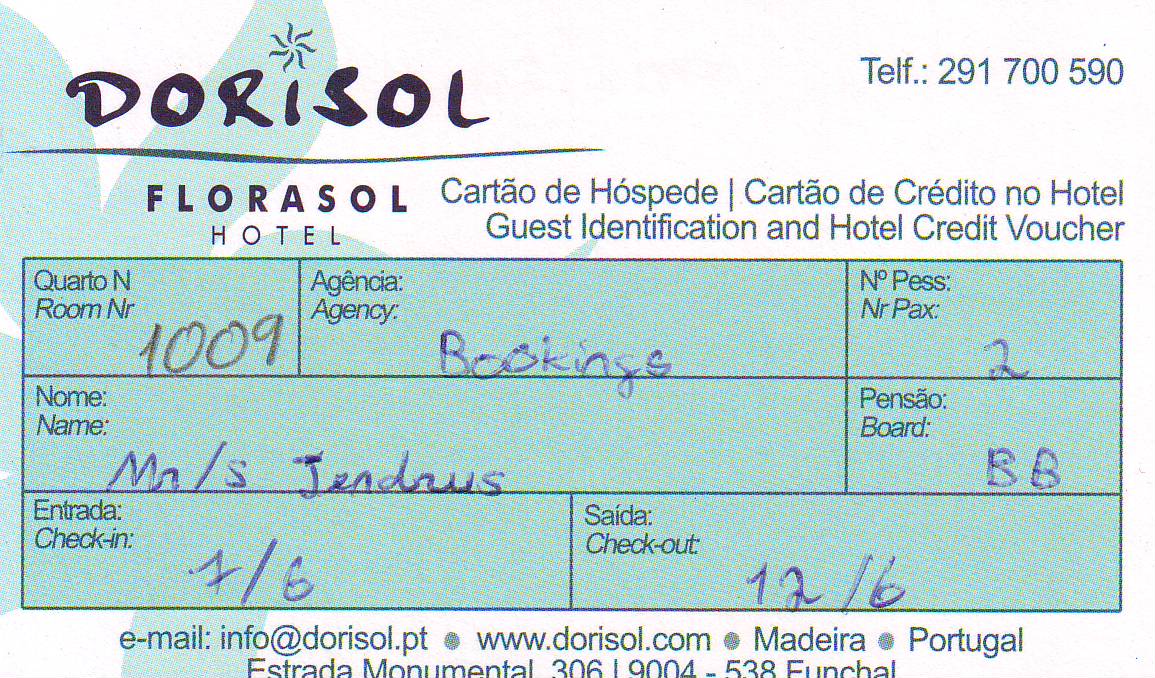 DORiSOL
Telf.: 291 700 590
FLORASOL
HOTEL
Cartão de Hóspede | Cartão de Crédito no Hotel
Guest Identification and Hotel Credit Voucher
Quarto N
Room Nr
1009
Agência:
Agency:
Bookings
Nº Pess:
Nr Pax:
2
Nome:
Name:
Mr/s Jendrus
Pensão:
Board:
BB
Entrada:
Check-in:
7/6
Saída:
Check-out:
12/6
e-mail: info@dorisol.pt ● www.dorisol.com ● Madeira ● Portugal
Estrada Monumental, 306 | 9004 - 538 Funchal